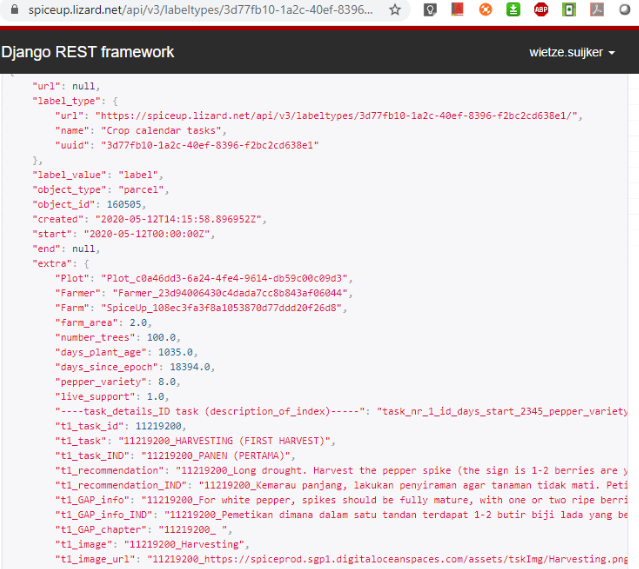 spiceup.lizard.net/api/v3/labeltypes/3d77fb10-1a2c-40ef-8396...
ABP
Django REST framework
wietze.suijker
"url": null,
"label_type": {
"url": "https://spiceup.lizard.net/api/v3/labeltypes/3d77fb10-1a2c-40ef-8396-f2bc2cd638e1/",
"name": "Crop calendar tasks",
"uuid": "3d77fb10-1a2c-40ef-8396-f2bc2cd638e1"
},
"label_value": "label",
"object_type": "parcel",
"object_id": 160505,
"created": "2020-05-12T14:15:58.896952Z",
"start": "2020-05-12T00:00:00Z",
"end": null,
"extra": {
"Plot": "Plot_c0a46dd3-6a24-4fe4-9614-db59c00c09d3",
"Farmer": "Farmer_23d94006430c4dada7cc8b843af06044",
"Farm": "SpiceUp_108ec3fa3f8a1053870d77ddd20f26d8",
"farm_area": 2.0,
"number_trees": 100.0,
"days_plant_age": 1035.0,
"days_since_epoch": 18394.0,
"pepper_variety": 8.0,
"live_support": 1.0,
"----task_details_ID task (description_of_index)-----": "task_nr_1_id_days_start_2345_pepper_variety
"t1_task_id": 11219200,
"t1_task": "11219200_HARVESTING (FIRST HARVEST)",
"t1_task_IND": "11219200_PANEN (PERTAMA)",
"t1_recommendation": "11219200_Long drought. Harvest the pepper spike (the sign is 1-2 berries are y
"t1_recommendation_IND": "11219200_Kemarau panjang, lakukan penyiraman agar tanaman tidak mati. Peti
"t1_GAP_info": "11219200_For white pepper, spikes should be fully mature, with one or two ripe berri
"t1_GAP_info_IND": "11219200_Pemetikan dimana dalam satu tandan terdapat 1-2 butir biji lada yang be
"t1_GAP_chapter": "11219200_ ",
"t1_image": "11219200_Harvesting",
"t1_image_url": "11219200_https://spiceprod.sgp1.digitaloceanspaces.com/assets/tskImg/Harvesting.png